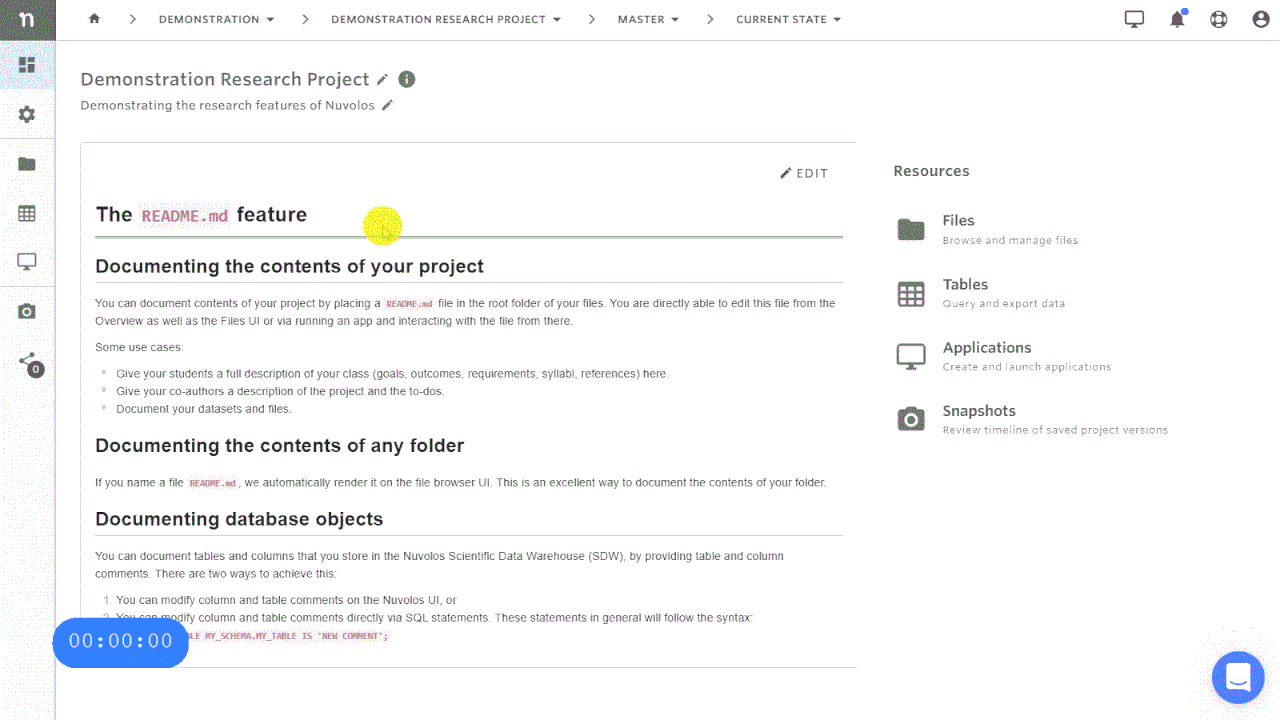 n
DEMONSTRATION
DEMONSTRATION RESEARCH PROJECT
MASTER
CURRENT STATE
Demonstration Research Project
Demonstrating the research features of Nuvolos
EDIT
The README.md feature
Documenting the contents of your project
You can document contents of your project by placing a README.md file in the root folder of your files. You are directly able to edit this file from the
Overview as well as the Files UI or via running an app and interacting with the file from there.
Some use cases:
Give your students a full description of your class (goals, outcomes, requirements, syllabi, references) here.
Give your co-authors a description of the project and the to-dos.
Document your datasets and files.
Documenting the contents of any folder
If you name a file README.md, we automatically render it on the file browser UI. This is an excellent way to document the contents of your folder.
Documenting database objects
You can document tables and columns that you store in the Nuvolos Scientific Data Warehouse (SDW), by providing table and column
comments. There are two ways to achieve this:
1. You can modify column and table comments on the Nuvolos UI, or
2. You can modify column and table comments directly via SQL statements. These statements in general will follow the syntax:
MY_SCHEMA.MY_TABLE IS 'NEW COMMENT';
00:00:00
0
Resources
Files
Browse and manage files
Tables
Query and export data
Applications
Create and launch applications
Snapshots
Review timeline of saved project versions